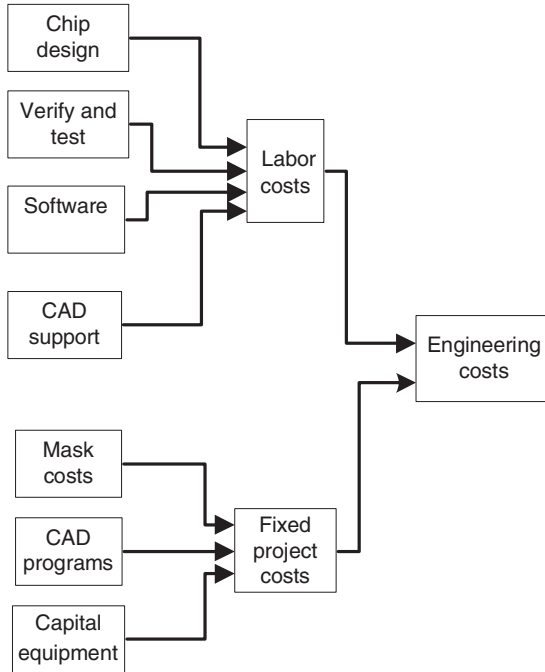 Chip
design
Verify and
test
Software
CAD
support
Labor
costs
Engineering
costs
Mask
costs
CAD
programs
Capital
equipment
Fixed
project
costs